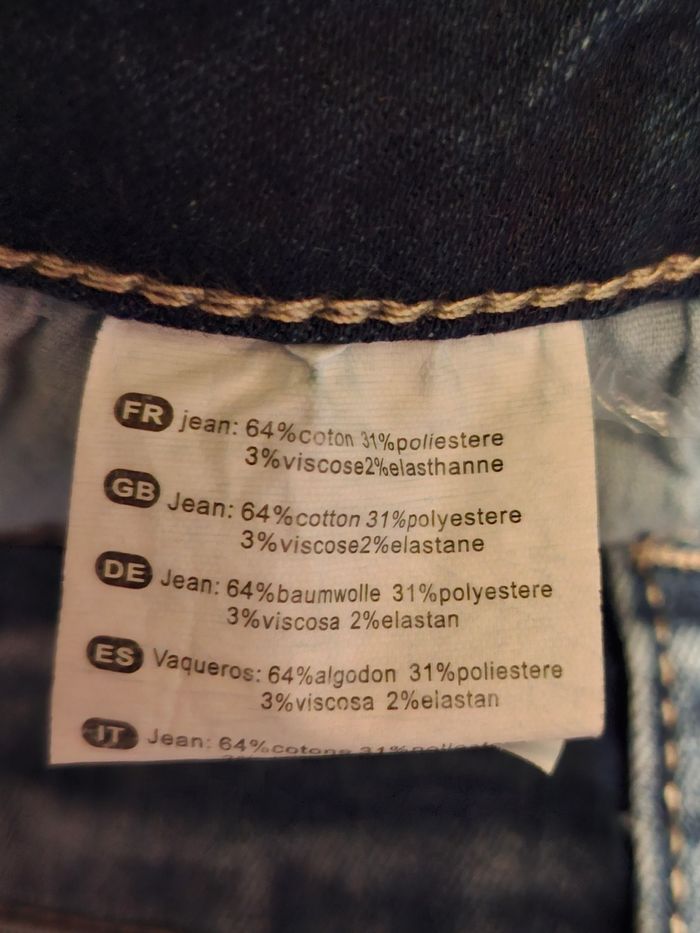 FR jean: 64%coton 31%poliestere
3%viscose2%elasthanne
GB Jean: 64%cotton 31%polyestere
3%viscose2%elastane
DE Jean: 64%baumwolle 31%polyestere
3%viscosa 2%elastan
ES Vaqueros: 64%algodon 31%poliestere
3%viscosa 2%elastan
IT Jean: 64%cotone 31%